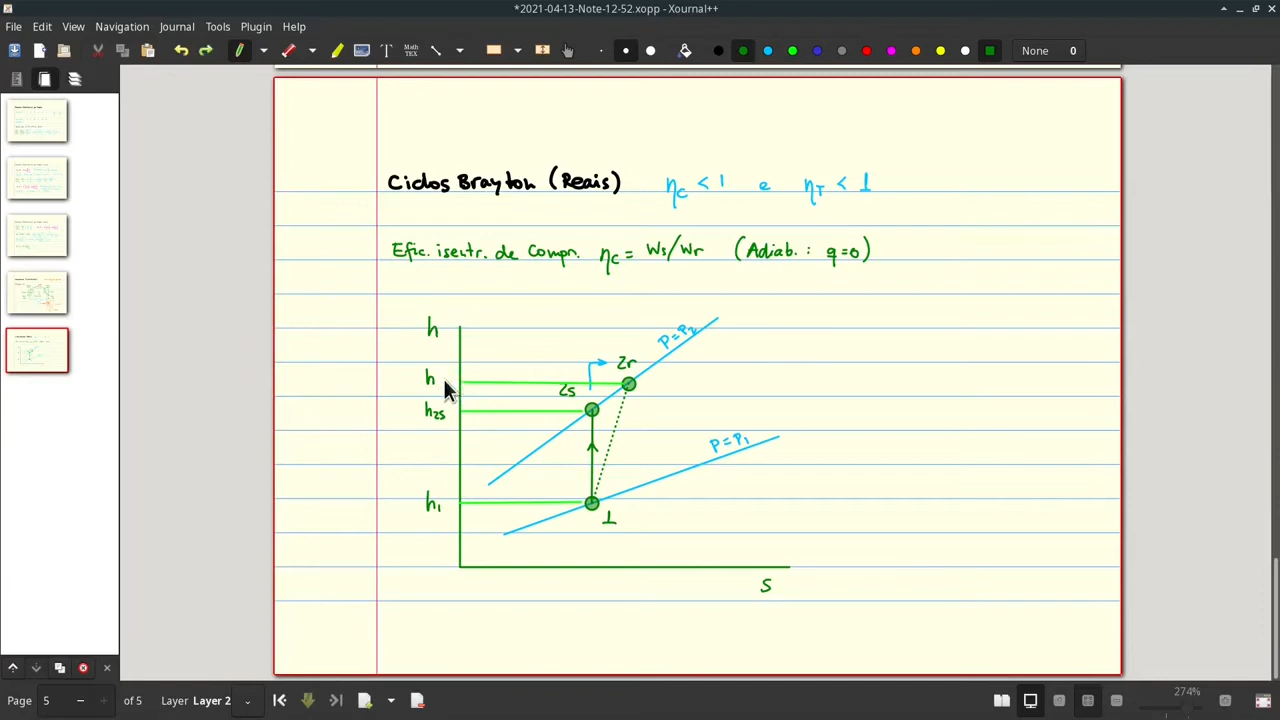 *2021-04-13-Note-12-52.xopp - Xournal++
File Edit View Navigation Journal Tools Plugin Help
None 0
Ciclos Brayton (Reais) ηc < 1 e ηT < 1
Efic. isentr. de Compr. ηc = Ws/Wr (Adiab.: q=0)
h
P=P2
2r
h
2s
h2s
P=P1
h1
1
S
Page 5 of 5 Layer Layer 2 274%